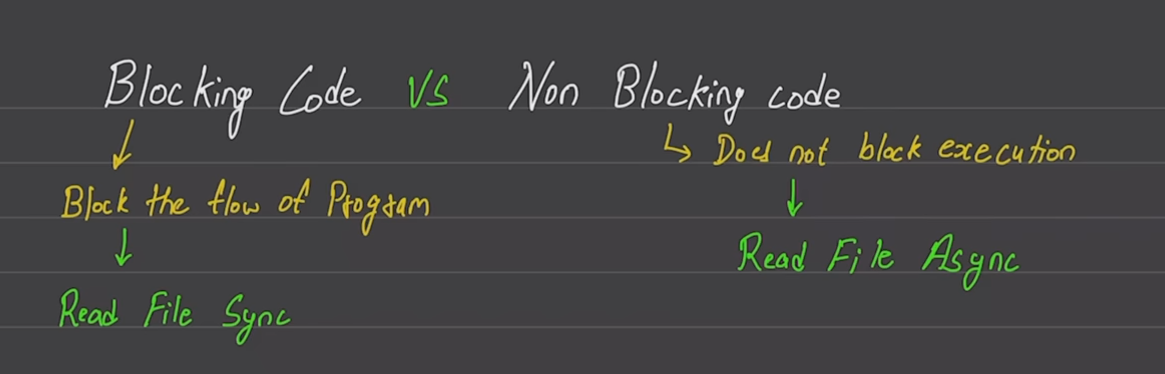 Blocking Code VS Non Blocking code
↳ Does not block execution
Block the flow of Program
Read File Async
Read File Sync